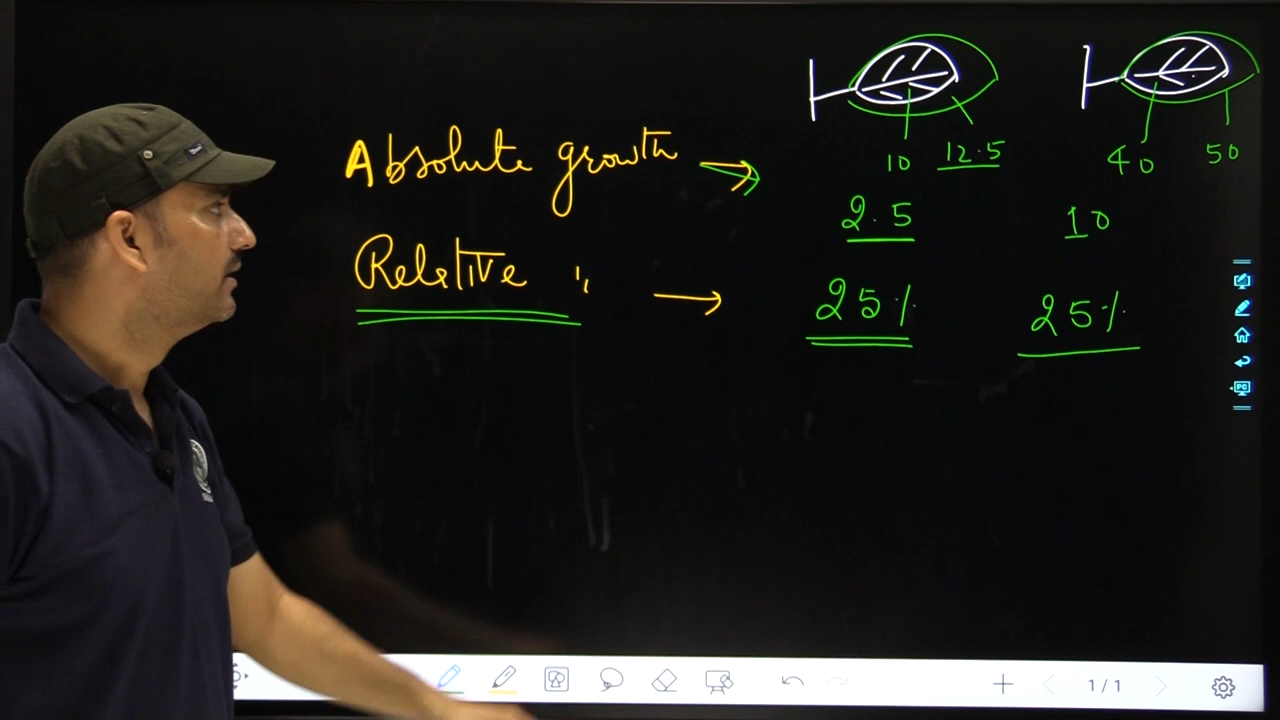 10 12.5 40 50
Absolute growth → 2.5 10
Relative " → 25% 25%
1/1